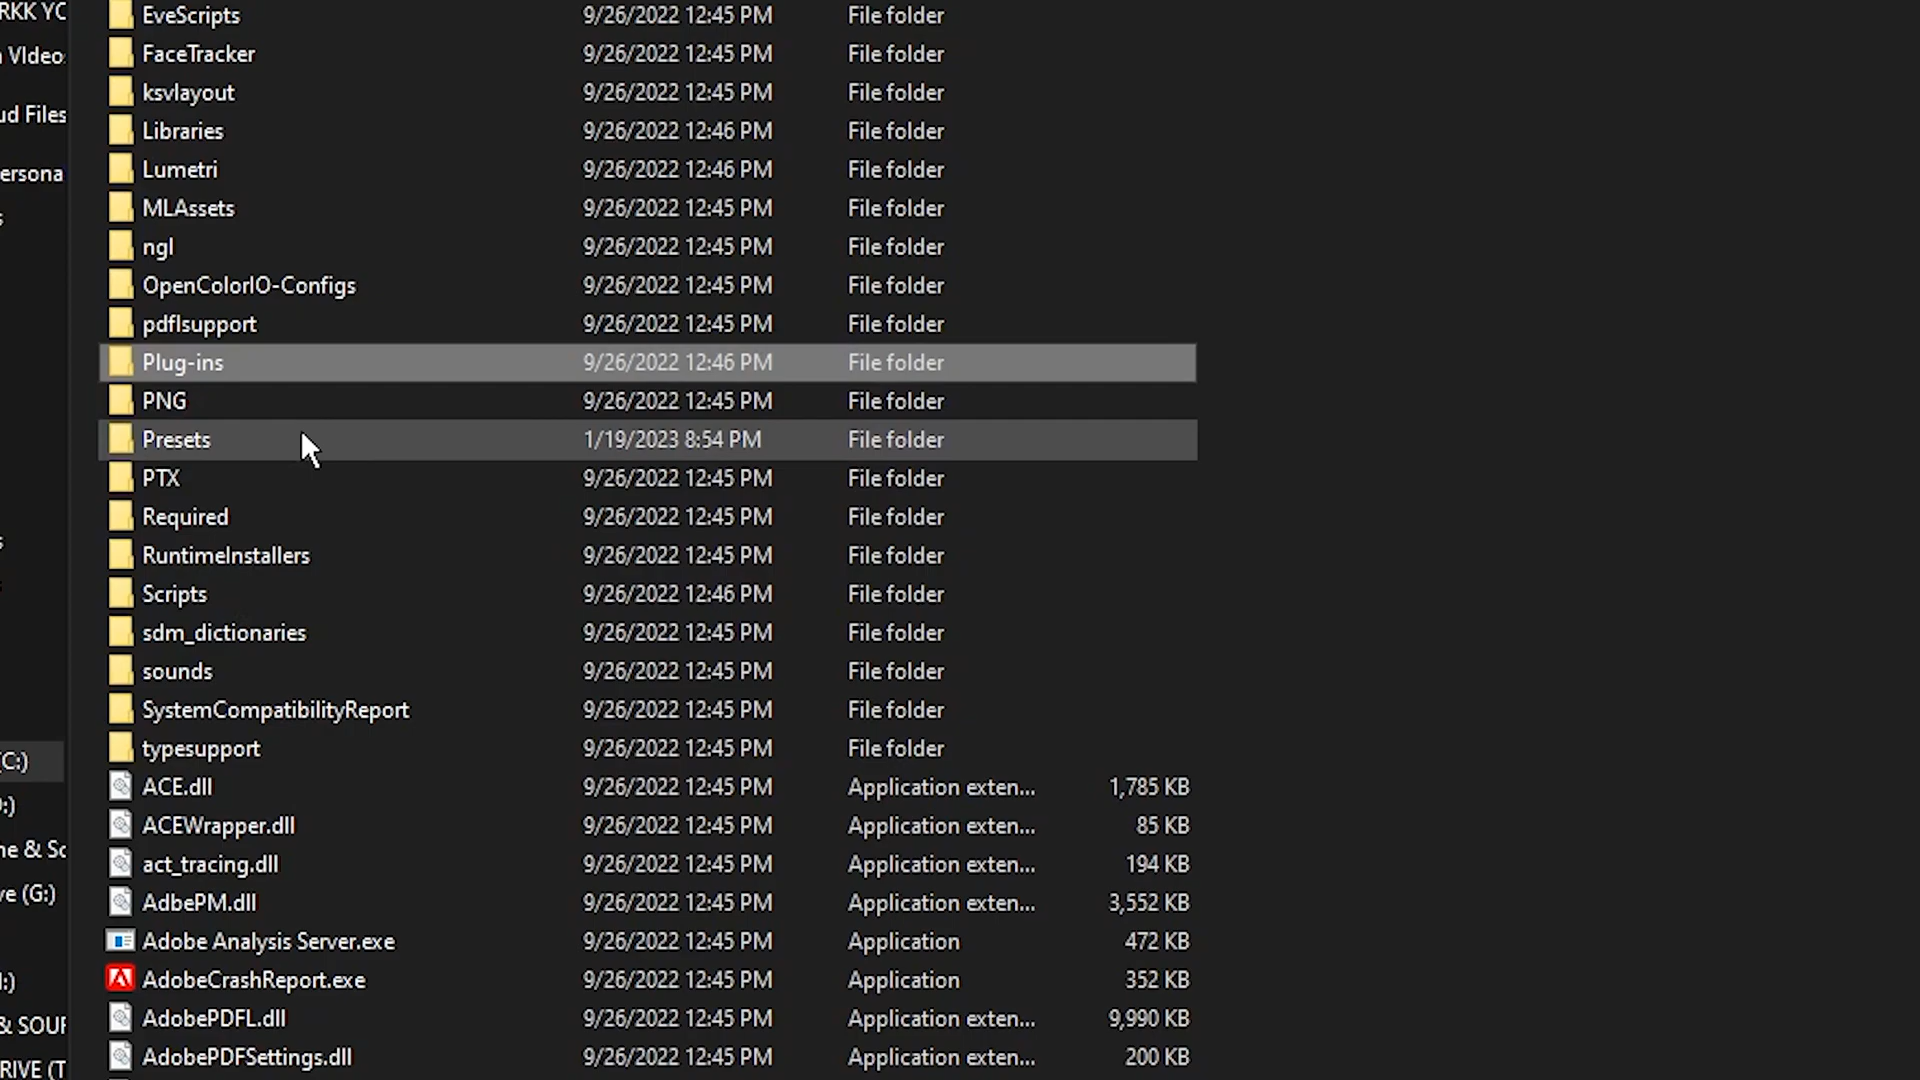 RKK YO
n VIdeo
ud Files
ersona
s
s
(C:)
:)
ne & So
ve (G:)
:)
& SOUR
RIVE (T
EveScripts 9/26/2022 12:45 PM File folder
FaceTracker 9/26/2022 12:45 PM File folder
ksvlayout 9/26/2022 12:45 PM File folder
Libraries 9/26/2022 12:46 PM File folder
Lumetri 9/26/2022 12:46 PM File folder
MLAssets 9/26/2022 12:45 PM File folder
ngl 9/26/2022 12:45 PM File folder
OpenColorIO-Configs 9/26/2022 12:45 PM File folder
pdflsupport 9/26/2022 12:45 PM File folder
Plug-ins 9/26/2022 12:46 PM File folder
PNG 9/26/2022 12:45 PM File folder
Presets 1/19/2023 8:54 PM File folder
PTX 9/26/2022 12:45 PM File folder
Required 9/26/2022 12:45 PM File folder
RuntimeInstallers 9/26/2022 12:45 PM File folder
Scripts 9/26/2022 12:46 PM File folder
sdm_dictionaries 9/26/2022 12:45 PM File folder
sounds 9/26/2022 12:45 PM File folder
SystemCompatibilityReport 9/26/2022 12:45 PM File folder
typesupport 9/26/2022 12:45 PM File folder
ACE.dll 9/26/2022 12:45 PM Application exten... 1,785 KB
ACEWrapper.dll 9/26/2022 12:45 PM Application exten... 85 KB
act_tracing.dll 9/26/2022 12:45 PM Application exten... 194 KB
AdbePM.dll 9/26/2022 12:45 PM Application exten... 3,552 KB
Adobe Analysis Server.exe 9/26/2022 12:45 PM Application 472 KB
AdobeCrashReport.exe 9/26/2022 12:45 PM Application 352 KB
AdobePDFL.dll 9/26/2022 12:45 PM Application exten... 9,990 KB
AdobePDFSettings.dll 9/26/2022 12:45 PM Application exten... 200 KB